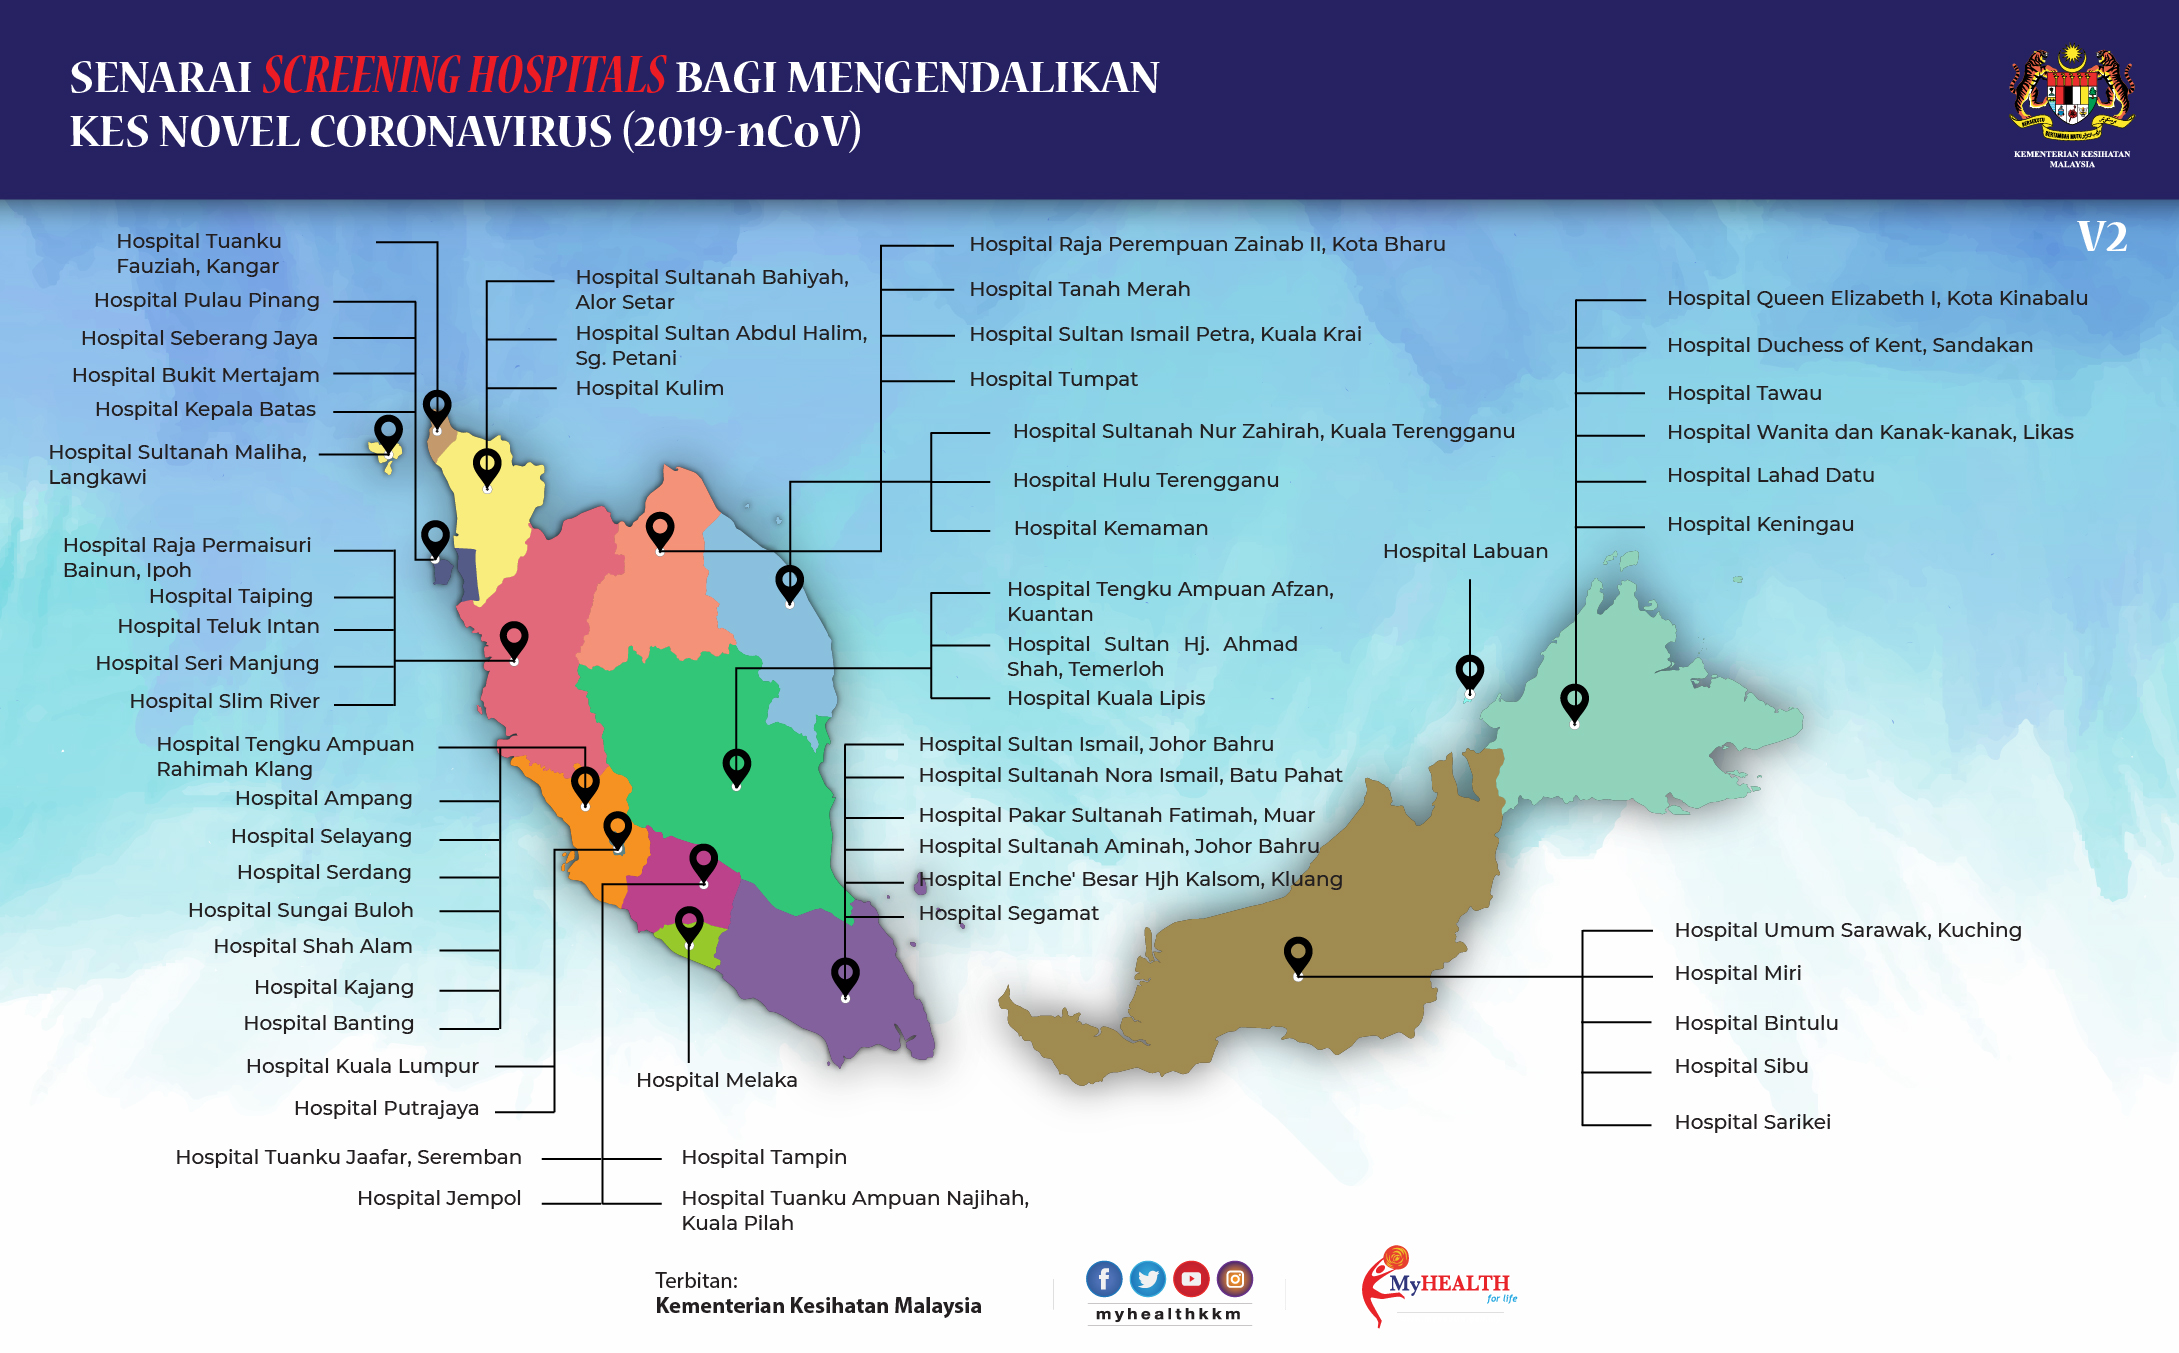 SENARAI SCREENING HOSPITALS BAGI MENGENDALIKAN
KES NOVEL CORONAVIRUS (2019-nCoV)
KEMENTERIAN KESIHATAN
MALAYSIA
V2
Hospital Tuanku
Fauziah, Kangar
Hospital Pulau Pinang
Hospital Seberang Jaya
Hospital Bukit Mertajam
Hospital Kepala Batas
Hospital Sultanah Maliha,
Langkawi
Hospital Raja Permaisuri
Bainun, Ipoh
Hospital Taiping
Hospital Teluk Intan
Hospital Seri Manjung
Hospital Slim River
Hospital Tengku Ampuan
Rahimah Klang
Hospital Ampang
Hospital Selayang
Hospital Serdang
Hospital Sungai Buloh
Hospital Shah Alam
Hospital Kajang
Hospital Banting
Hospital Kuala Lumpur
Hospital Putrajaya
Hospital Tuanku Jaafar, Seremban
Hospital Jempol
Hospital Tampin
Hospital Tuanku Ampuan Najihah,
Kuala Pilah
Hospital Melaka
Hospital Sultanah Bahiyah,
Alor Setar
Hospital Sultan Abdul Halim,
Sg. Petani
Hospital Kulim
Hospital Raja Perempuan Zainab II, Kota Bharu
Hospital Tanah Merah
Hospital Sultan Ismail Petra, Kuala Krai
Hospital Tumpat
Hospital Sultanah Nur Zahirah, Kuala Terengganu
Hospital Hulu Terengganu
Hospital Kemaman
Hospital Tengku Ampuan Afzan,
Kuantan
Hospital Sultan Hj. Ahmad
Shah, Temerloh
Hospital Kuala Lipis
Hospital Sultan Ismail, Johor Bahru
Hospital Sultanah Nora Ismail, Batu Pahat
Hospital Pakar Sultanah Fatimah, Muar
Hospital Sultanah Aminah, Johor Bahru
Hospital Enche' Besar Hjh Kalsom, Kluang
Hospital Segamat
Hospital Labuan
Hospital Queen Elizabeth I, Kota Kinabalu
Hospital Duchess of Kent, Sandakan
Hospital Tawau
Hospital Wanita dan Kanak-kanak, Likas
Hospital Lahad Datu
Hospital Keningau
Hospital Umum Sarawak, Kuching
Hospital Miri
Hospital Bintulu
Hospital Sibu
Hospital Sarikei
Terbitan:
Kementerian Kesihatan Malaysia
myhealthkkm
MyHEALTH
for life